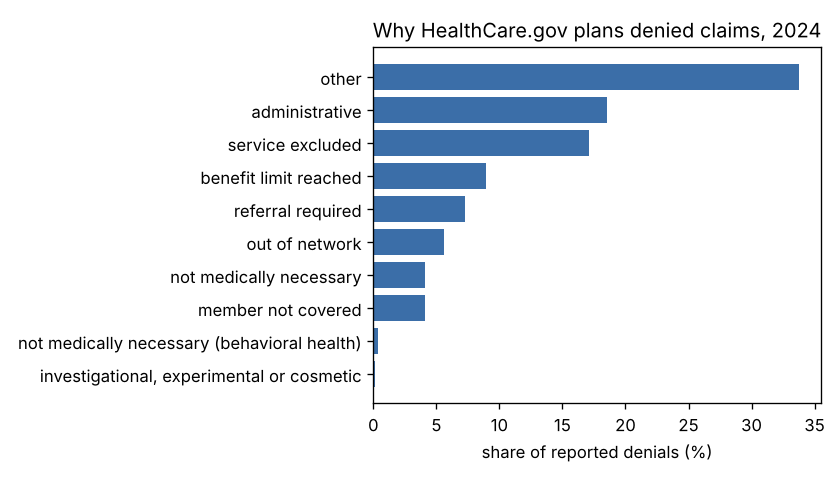 Why HealthCare.gov plans denied claims, 2024
other
administrative
service excluded
benefit limit reached
referral required
out of network
not medically necessary
member not covered
not medically necessary (behavioral health)
investigational, experimental or cosmetic
0 5 10 15 20 25 30 35
share of reported denials (%)